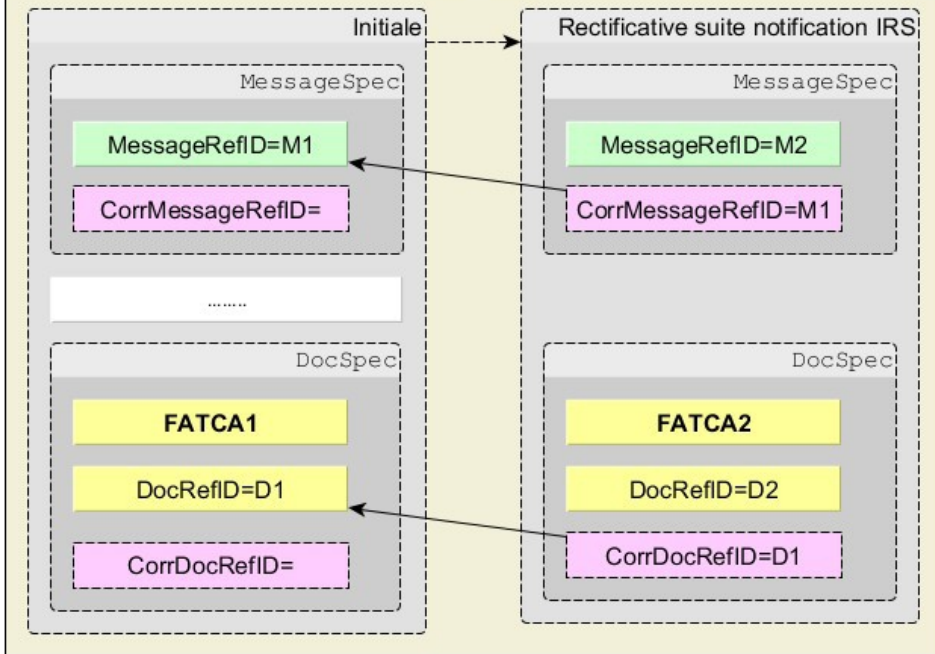 Initiale
MessageSpec
MessageRefID=M1
CorrMessageRefID=
........
DocSpec
FATCA1
DocRefID=D1
CorrDocRefID=
Rectificative suite notification IRS
MessageSpec
MessageRefID=M2
CorrMessageRefID=M1
DocSpec
FATCA2
DocRefID=D2
CorrDocRefID=D1